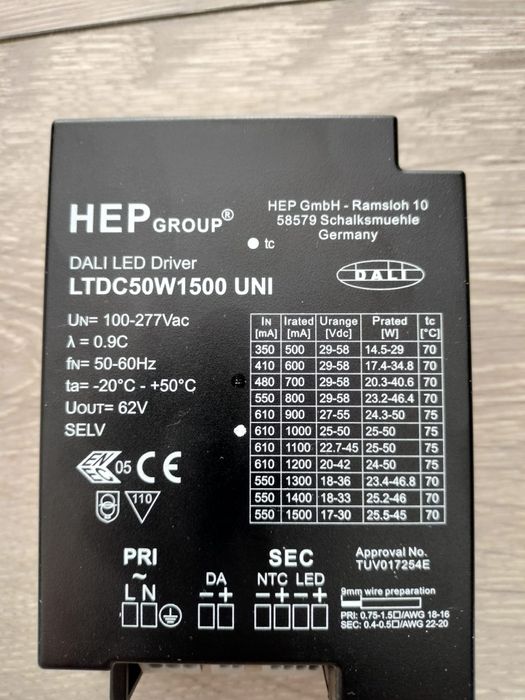 HEP GROUP®
HEP GmbH - Ramsloh 10
58579 Schalksmuehle
Germany
tc
DALI LED Driver
LTDC50W1500 UNI
DALI
UN= 100-277Vac
λ = 0.9C
fN= 50-60Hz
ta= -20°C - +50°C
UOUT= 62V
SELV
IN Irated Urange Prated tc
[mA] [mA] [Vdc] [W] [°C]
350 500 29-58 14.5-29 70
410 600 29-58 17.4-34.8 70
480 700 29-58 20.3-40.6 70
550 800 29-58 23.2-46.4 70
610 900 27-55 24.3-50 75
610 1000 25-50 25-50 75
610 1100 22.7-45 25-50 75
610 1200 20-42 24-50 75
550 1300 18-36 23.4-46.8 70
550 1400 18-33 25.2-46 70
550 1500 17-30 25.5-45 70
ENEC 05 CE
110
PRI
~
L N
DA
- +
SEC
NTC LED
- + - +
Approval No.
TUV017254E
9mm wire preparation
PRI: 0.75-1.5□/AWG 18-16
SEC: 0.4-0.5□/AWG 22-20